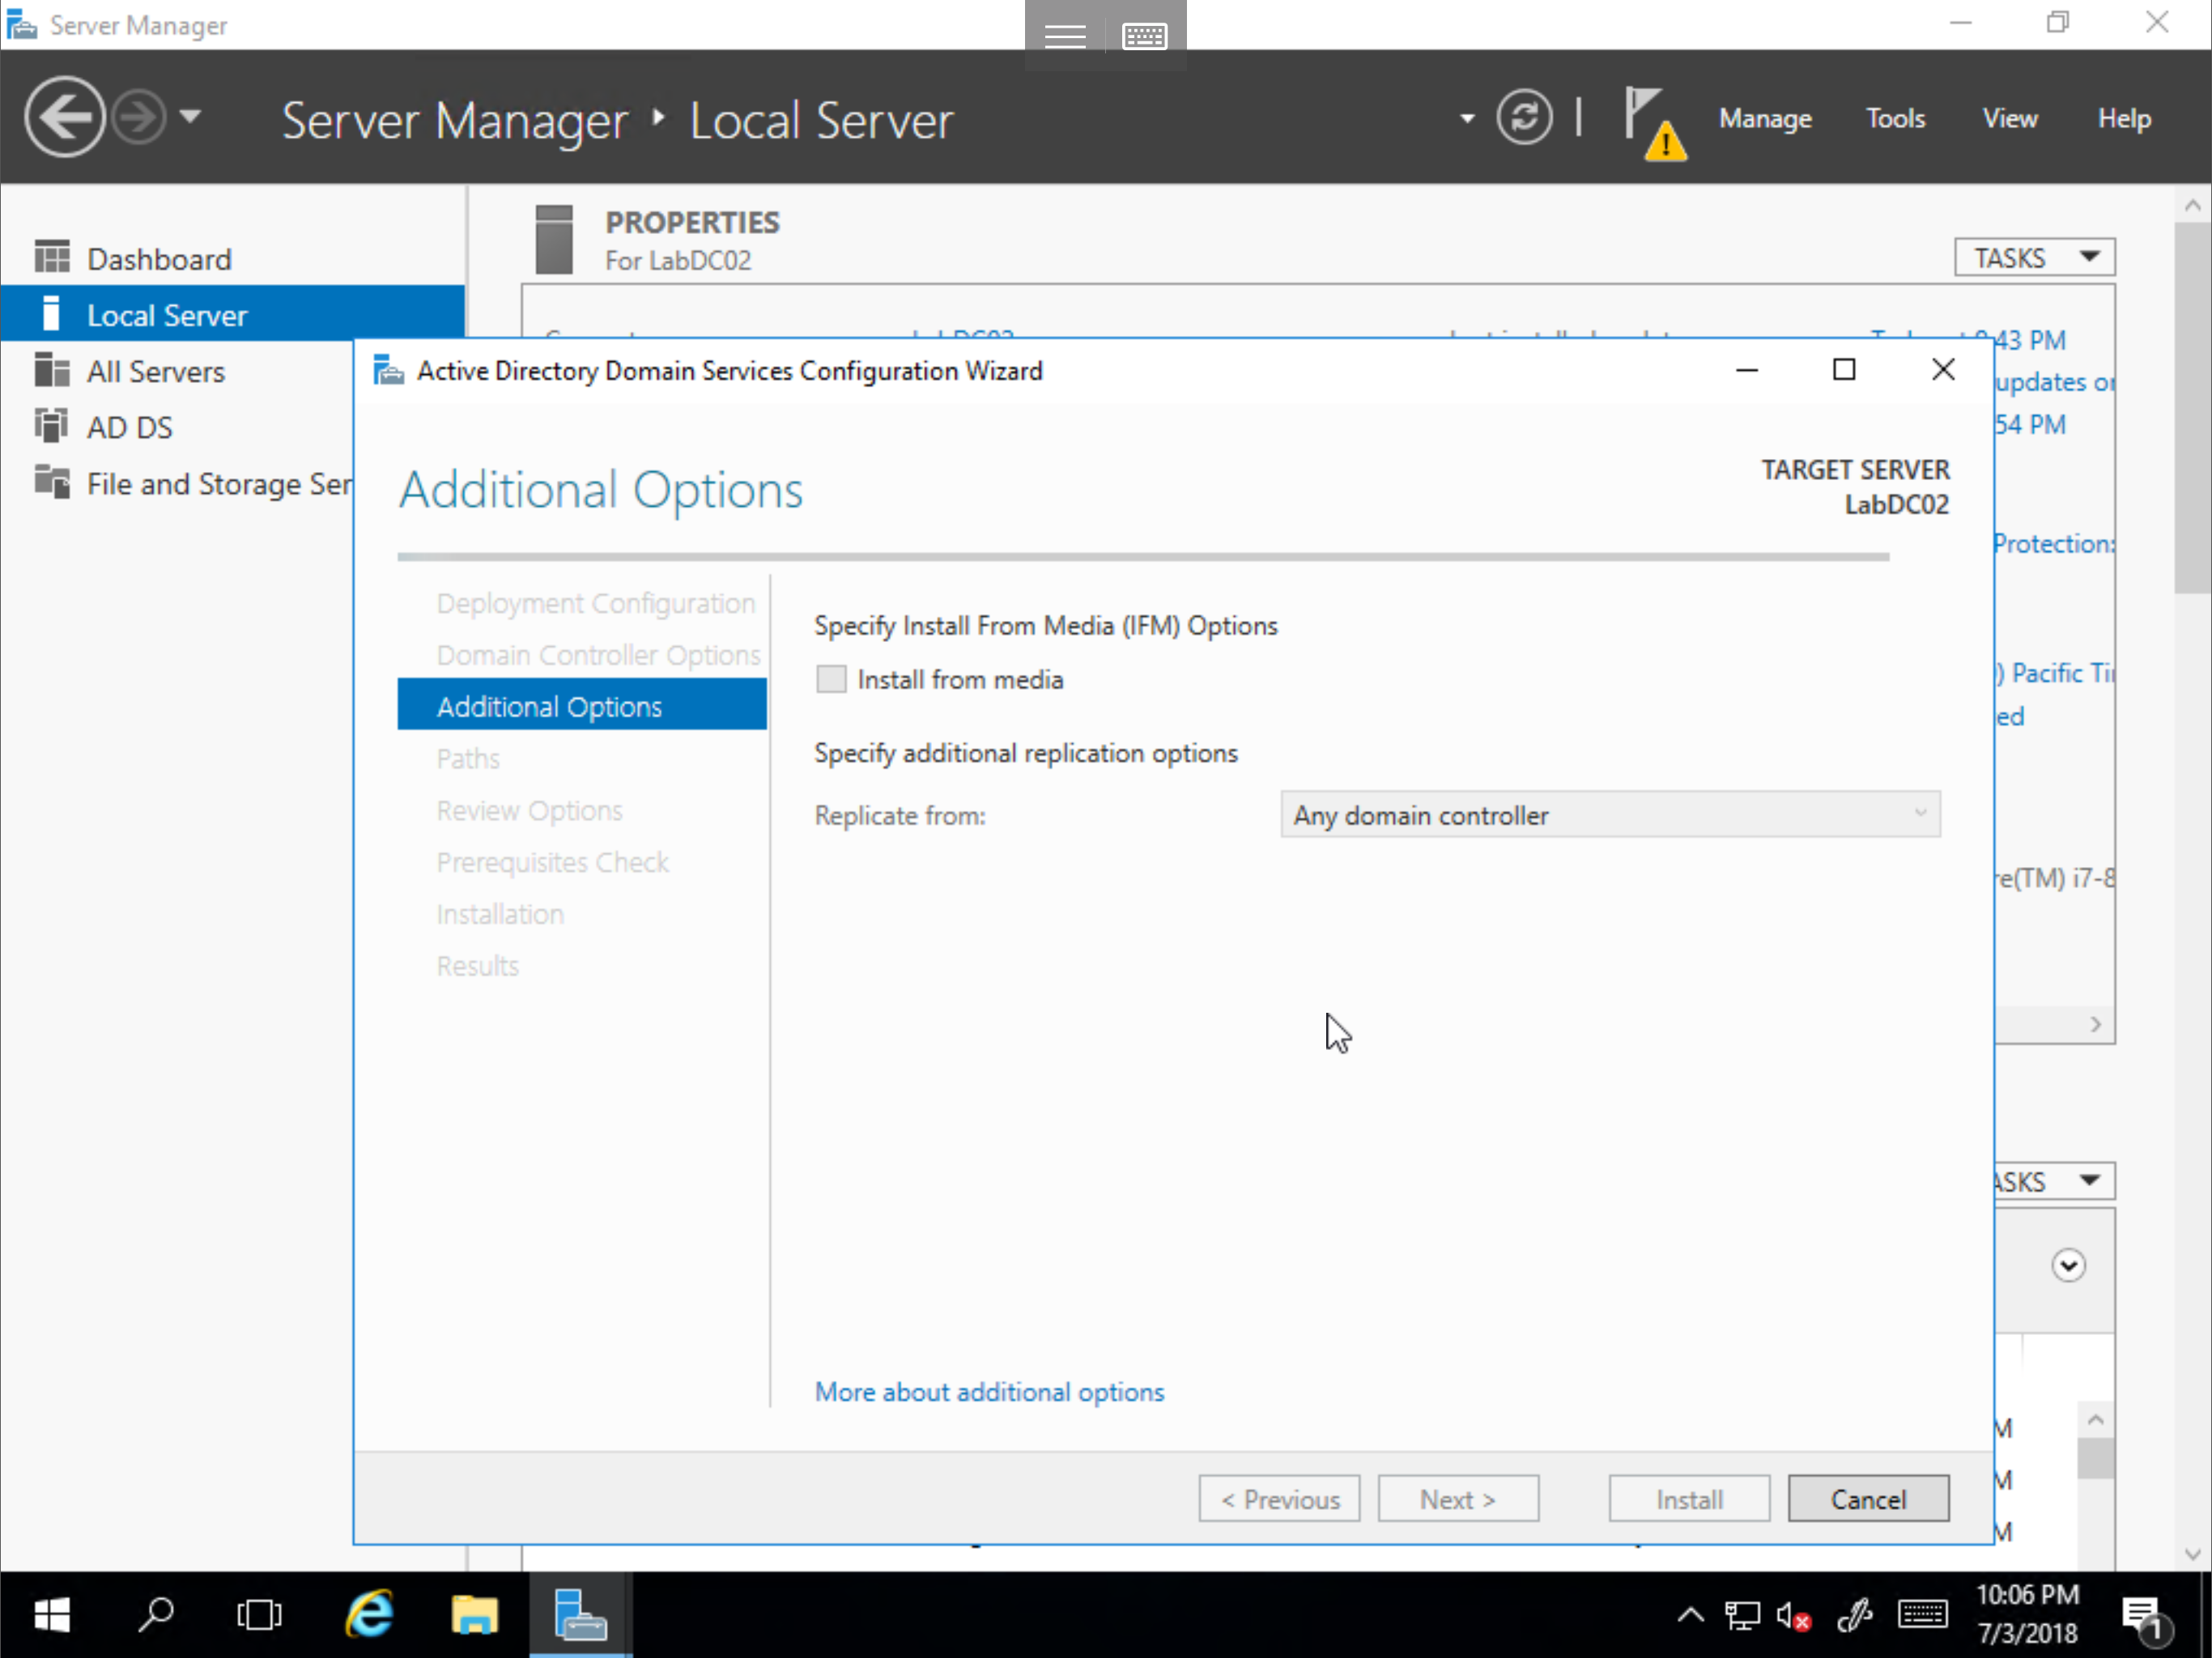 Server Manager
Server Manager ‣ Local Server
Manage Tools View Help
Dashboard
Local Server
All Servers
AD DS
File and Storage Ser
PROPERTIES
For LabDC02
TASKS
43 PM
updates or
54 PM
Protection:
) Pacific Ti
ed
re(TM) i7-8
ASKS
M
M
M
Active Directory Domain Services Configuration Wizard
Additional Options
TARGET SERVER
LabDC02
Deployment Configuration
Domain Controller Options
Additional Options
Paths
Review Options
Prerequisites Check
Installation
Results
Specify Install From Media (IFM) Options
Install from media
Specify additional replication options
Replicate from: Any domain controller
More about additional options
< Previous Next > Install Cancel
10:06 PM
7/3/2018
1